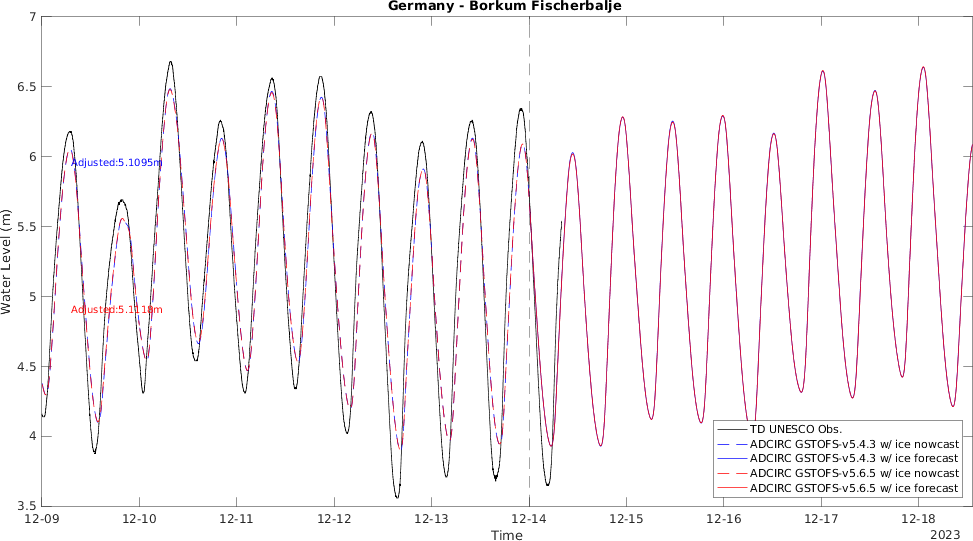 Germany - Borkum Fischerbalje
7
6.5
6
5.5
5
4.5
4
3.5
Water Level (m)
Adjusted:5.1095m
Adjusted:5.1118m
TD UNESCO Obs.
ADCIRC GSTOFS-v5.4.3 w/ ice nowcast
ADCIRC GSTOFS-v5.4.3 w/ ice forecast
ADCIRC GSTOFS-v5.6.5 w/ ice nowcast
ADCIRC GSTOFS-v5.6.5 w/ ice forecast
12-09 12-10 12-11 12-12 12-13 12-14 12-15 12-16 12-17 12-18
Time
2023